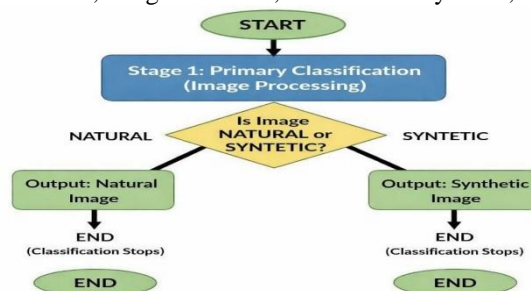 START
Stage 1: Primary Classification
(Image Processing)
Is Image
NATURAL or
SYNTETIC?
NATURAL
SYNTETIC
Output: Natural
Image
Output: Synthetic
Image
END
(Classification Stops)
END
(Classification Stops)
END
END